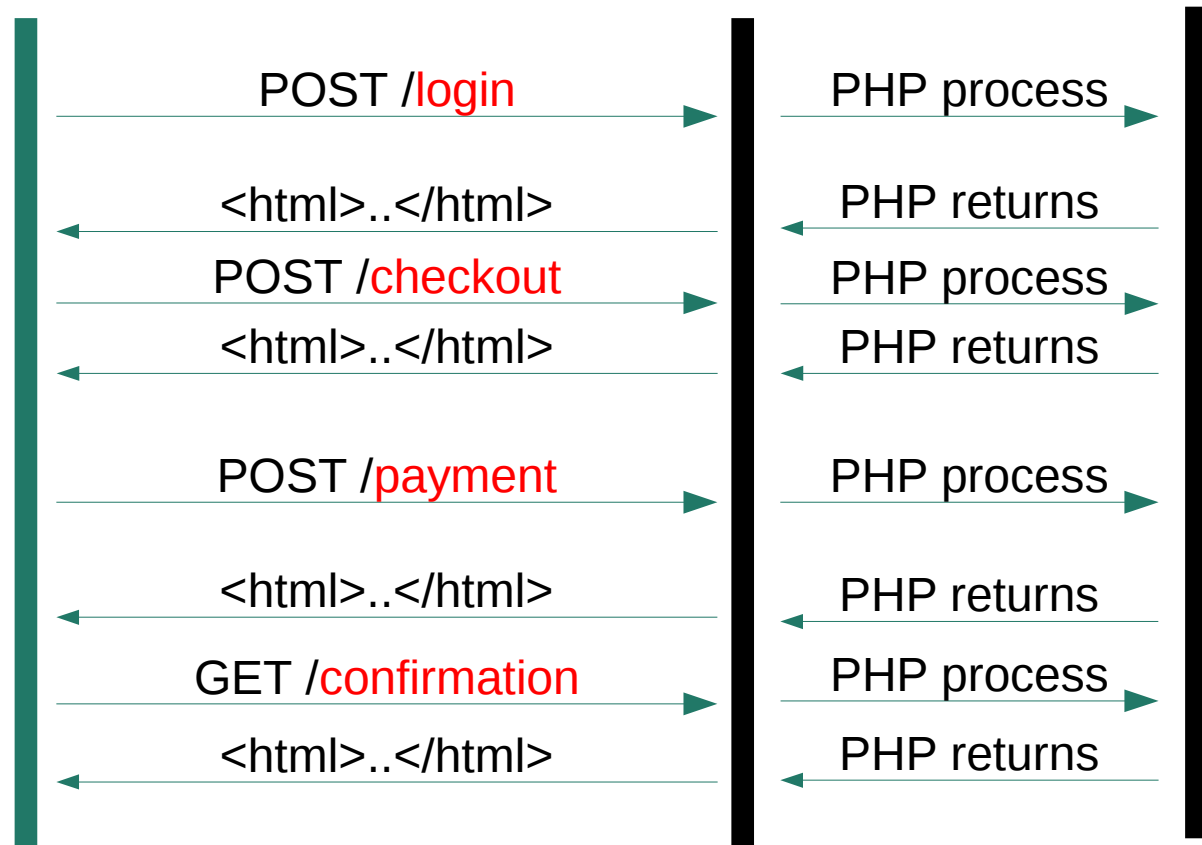 POST /login
PHP process
<html>..</html>
PHP returns
POST /checkout
PHP process
<html>..</html>
PHP returns
POST /payment
PHP process
<html>..</html>
PHP returns
GET /confirmation
PHP process
<html>..</html>
PHP returns